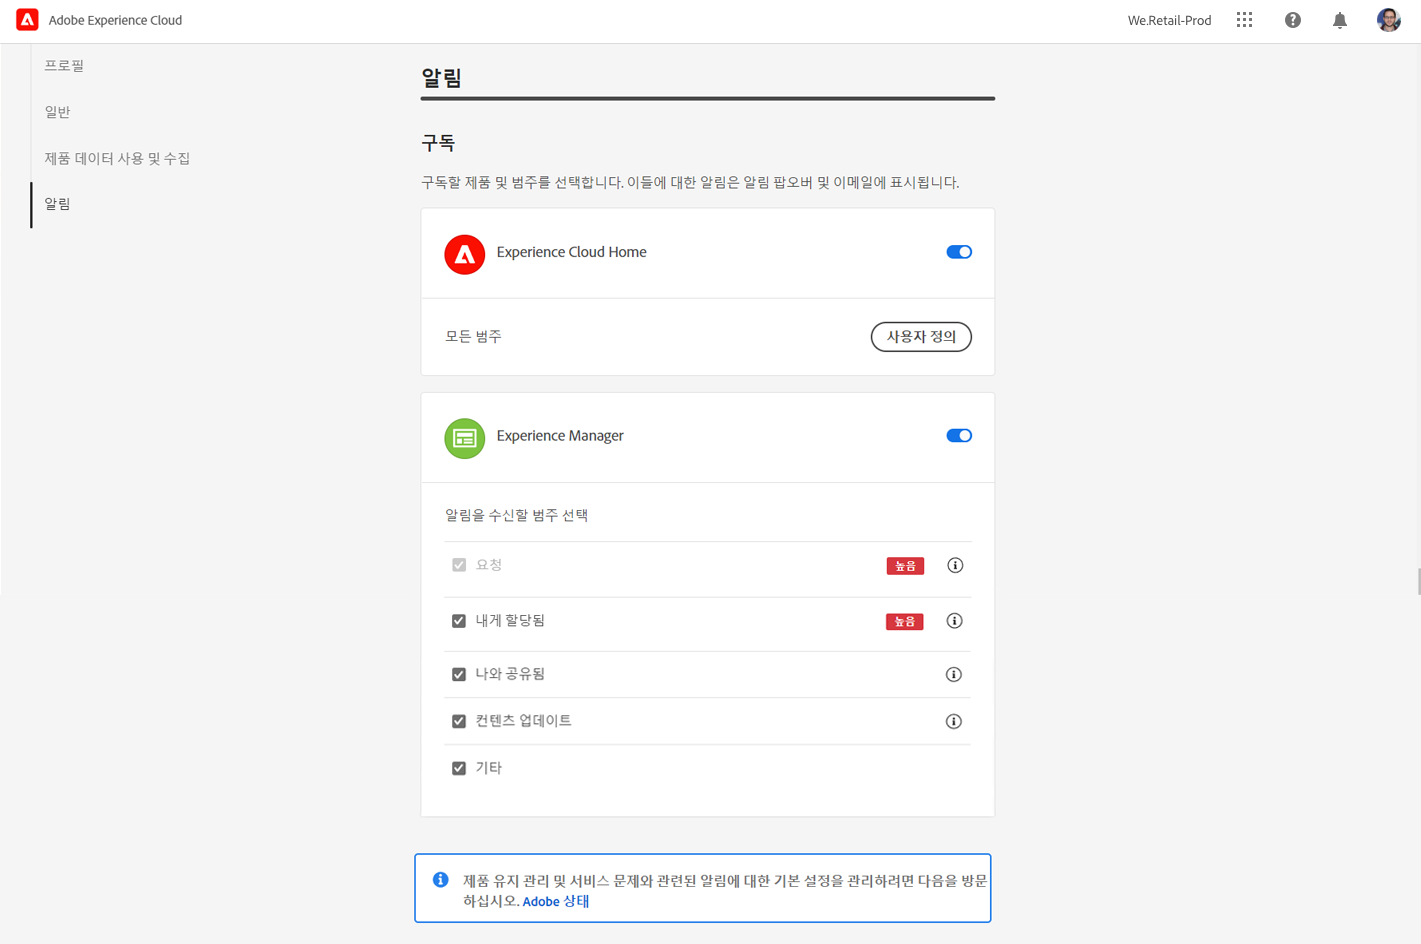 Adobe Experience Cloud
We.Retail-Prod
프로필
일반
제품 데이터 사용 및 수집
알림
알림
구독
구독할 제품 및 범주를 선택합니다. 이들에 대한 알림은 알림 팝오버 및 이메일에 표시됩니다.
Experience Cloud Home
모든 범주
사용자 정의
Experience Manager
알림을 수신할 범주 선택
요청
높음
내게 할당됨
높음
나와 공유됨
컨텐츠 업데이트
기타
제품 유지 관리 및 서비스 문제와 관련된 알림에 대한 기본 설정을 관리하려면 다음을 방문
하십시오. Adobe 상태